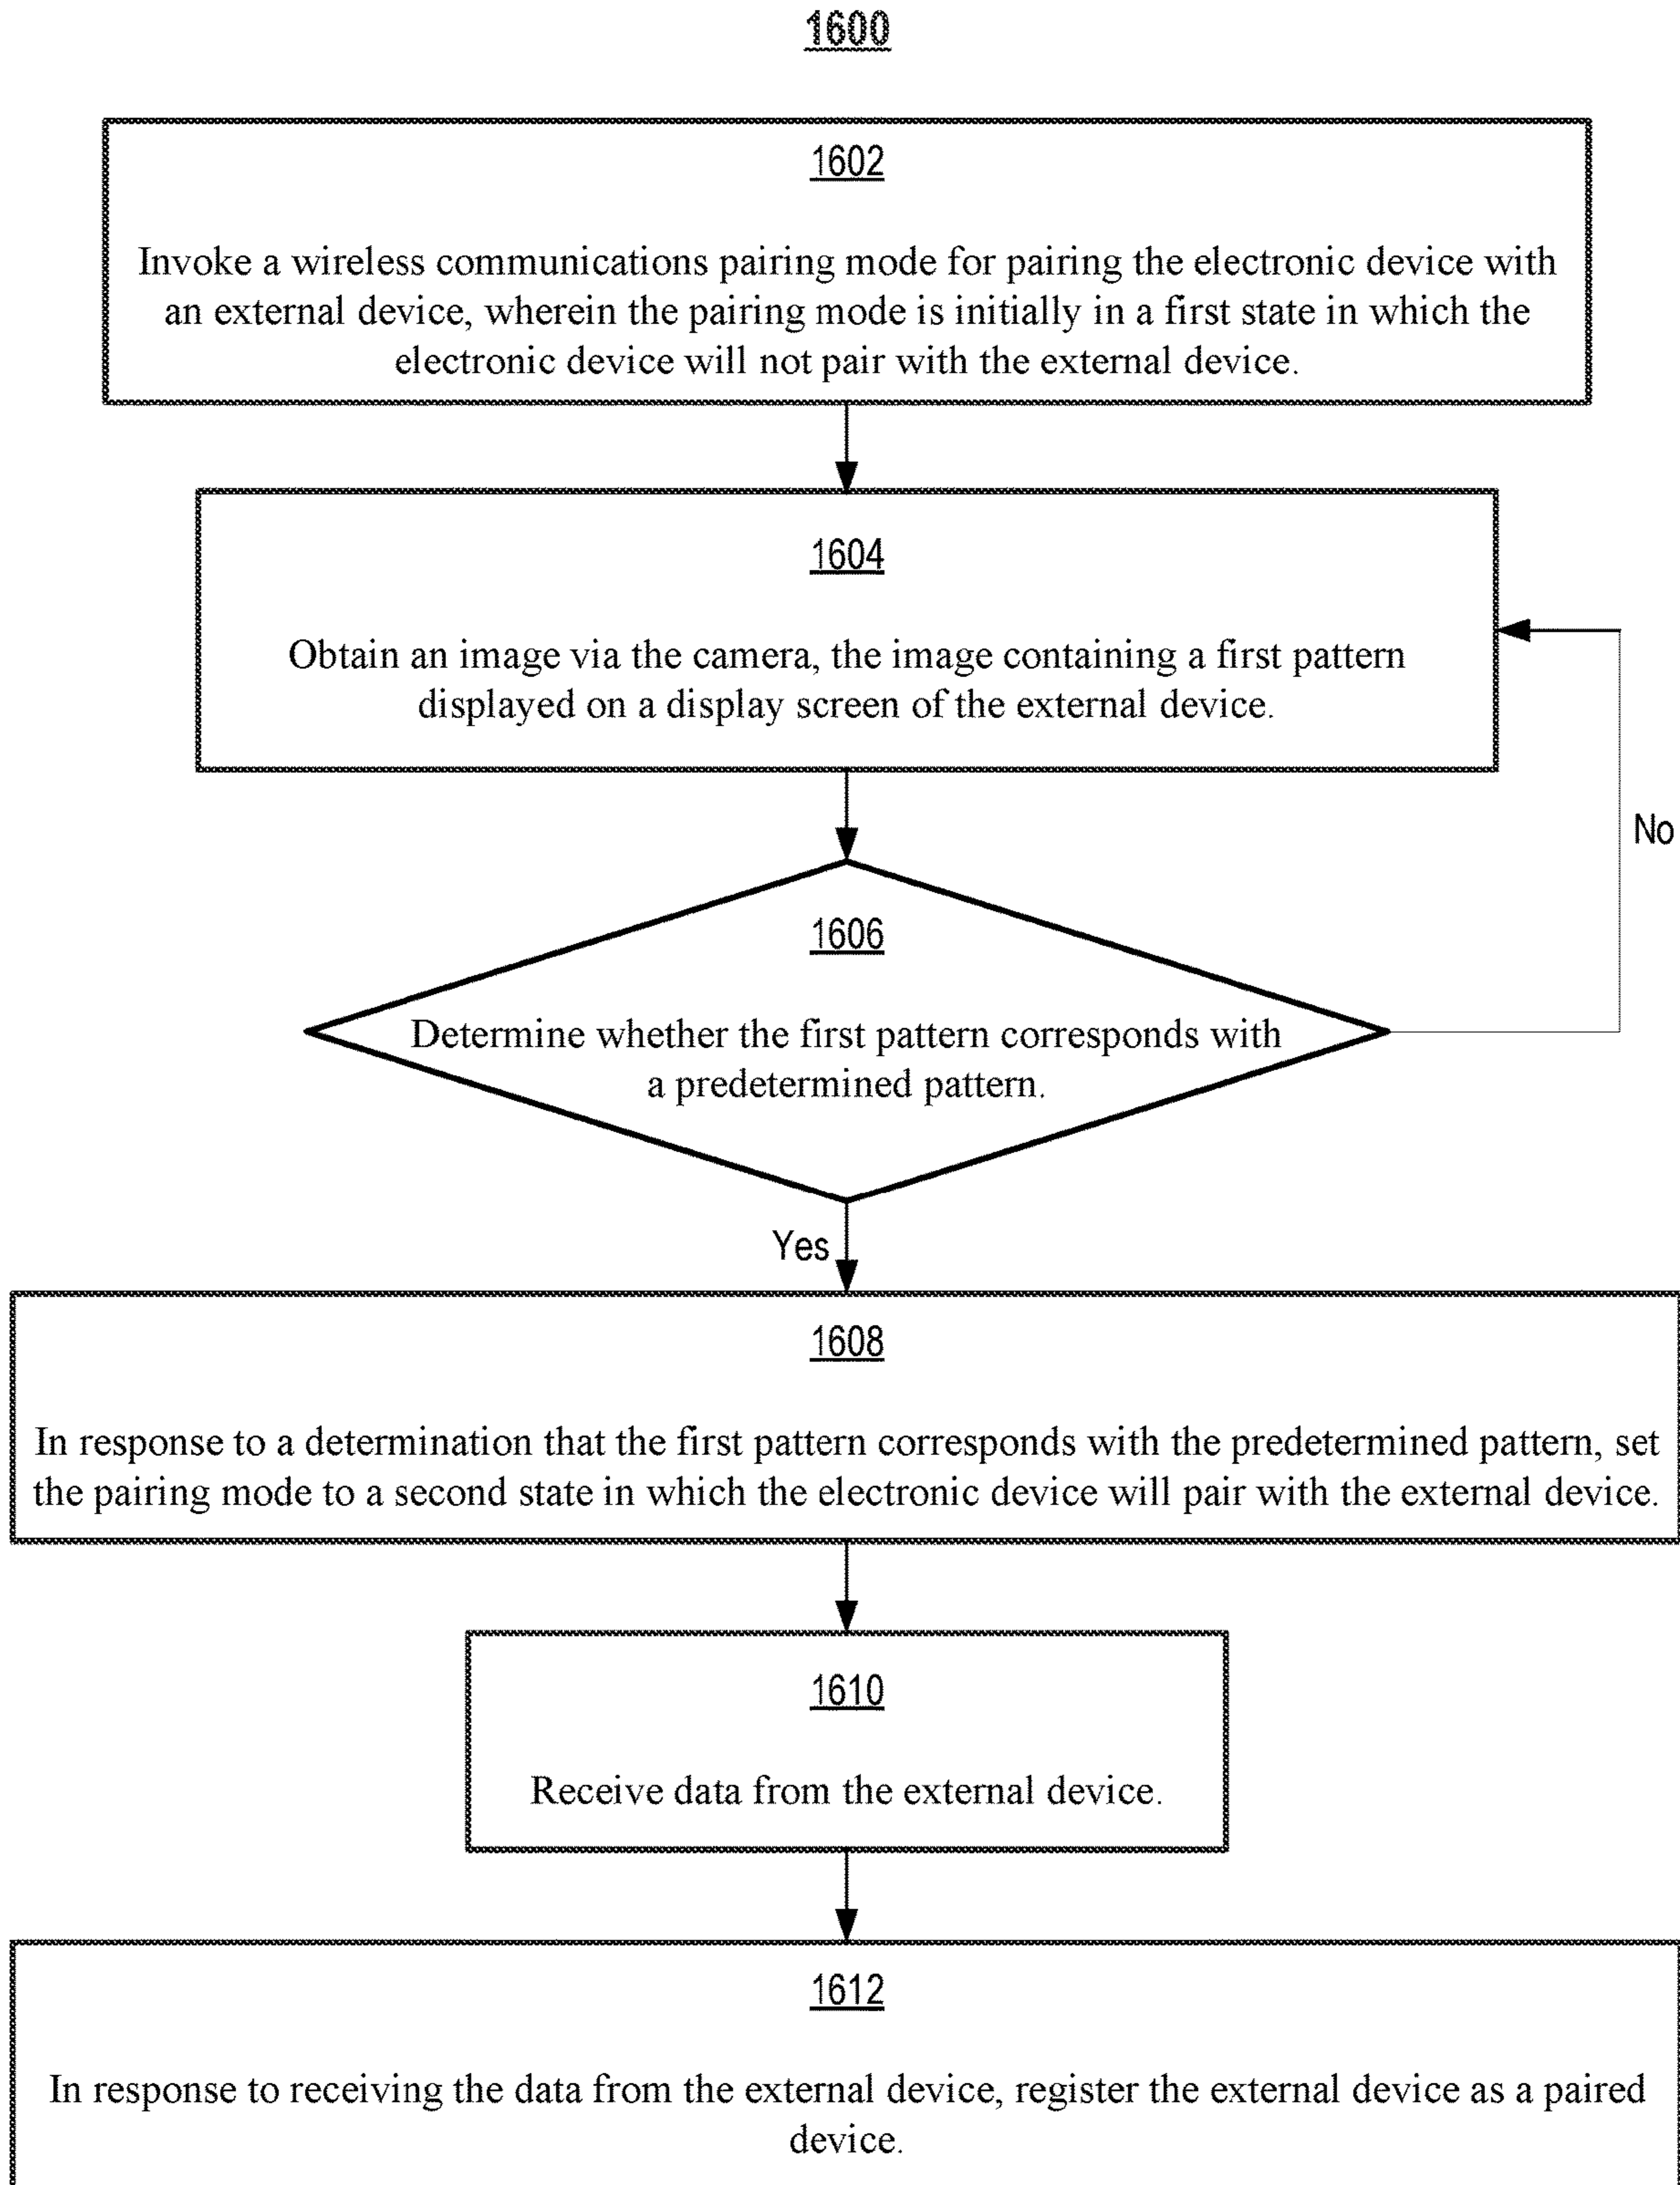 1600
1602
Invoke a wireless communications pairing mode for pairing the electronic device with
an external device, wherein the pairing mode is initially in a first state in which the
electronic device will not pair with the external device.
1604
Obtain an image via the camera, the image containing a first pattern
displayed on a display screen of the external device.
No
1606
Determine whether the first pattern corresponds with
a predetermined pattern.
Yes
1608
In response to a determination that the first pattern corresponds with the predetermined pattern, set
the pairing mode to a second state in which the electronic device will pair with the external device.
1610
Receive data from the external device.
1612
In response to receiving the data from the external device, register the external device as a paired
device.